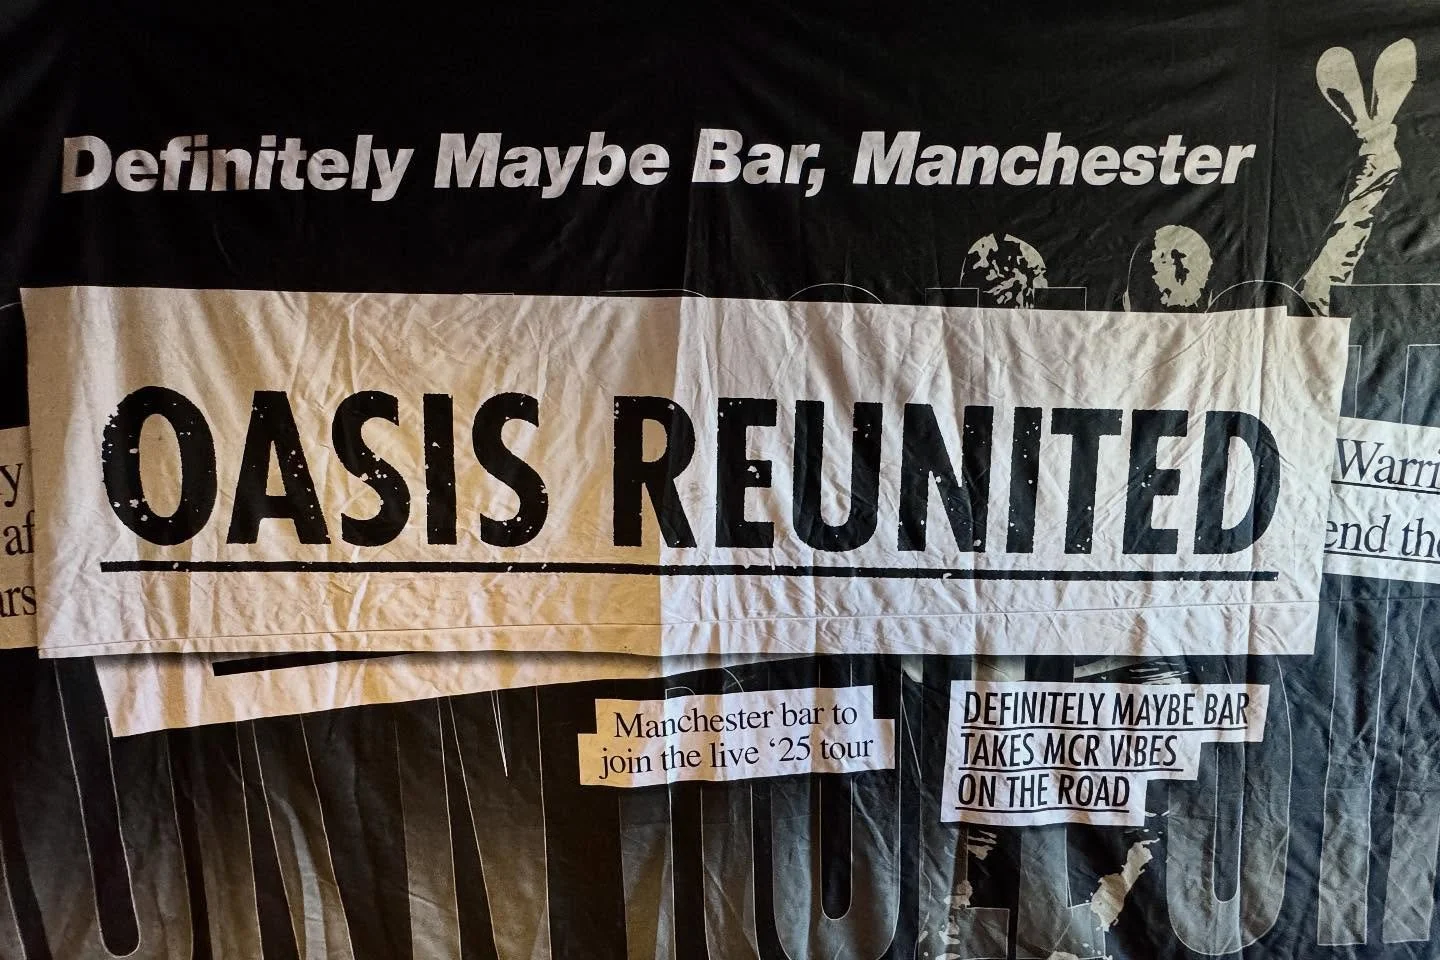 Definitely Maybe Bar, Manchester
OASIS REUNITED
Manchester bar to
join the live ‘25 tour
DEFINITELY MAYBE BAR
TAKES MCR VIBES
ON THE ROAD